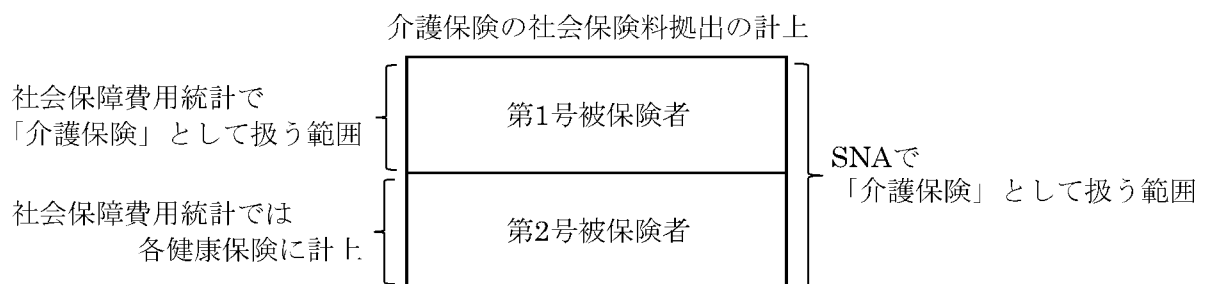 介護保険の社会保険料拠出の計上
社会保障費用統計で
「介護保険」として扱う範囲
第1号被保険者
SNAで
「介護保険」として扱う範囲
社会保障費用統計では
各健康保険に計上
第2号被保険者